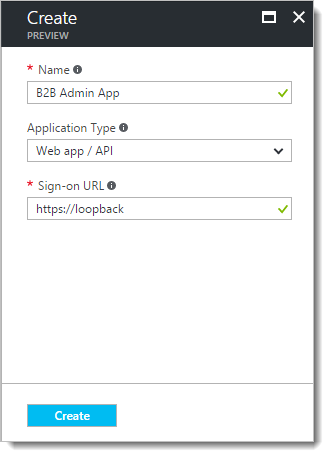 Create
PREVIEW
* Name
B2B Admin App
Application Type
Web app / API
* Sign-on URL
https://loopback
Create